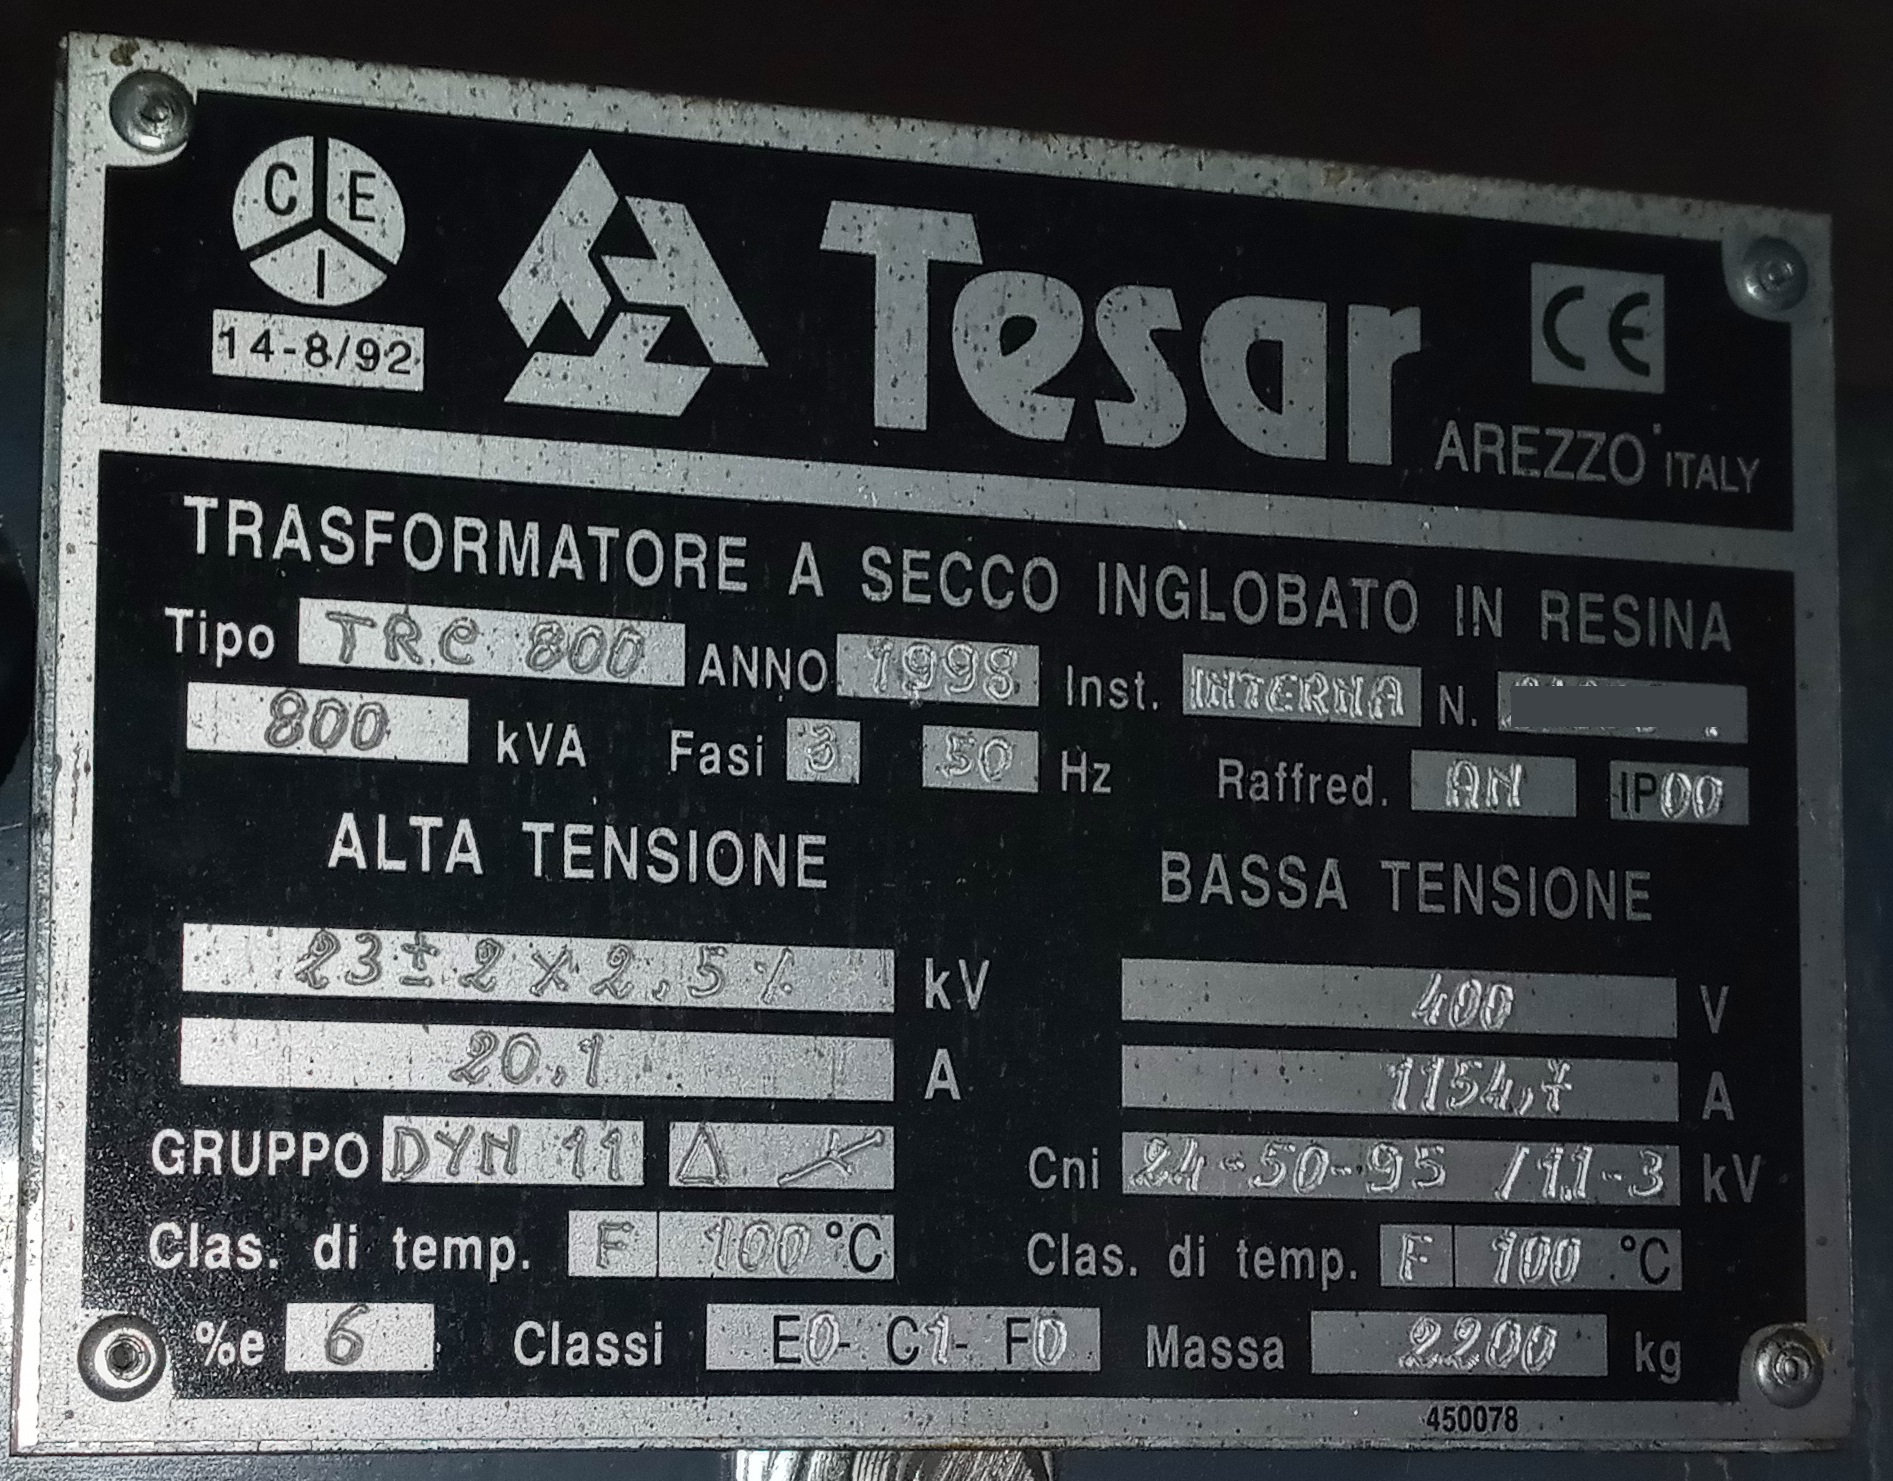 CEI
14-8/92
Tesar
CE
AREZZO ITALY
TRASFORMATORE A SECCO INGLOBATO IN RESINA
Tipo TRC 800 ANNO 1998 Inst. INTERNA N.
800 kVA Fasi 3 50 Hz Raffred. AN IP00
ALTA TENSIONE BASSA TENSIONE
23±2x2,5% kV 400 V
20,1 A 1154,7 A
GRUPPO DYN 11 Δ Cni 24-50-95 /1.1-3 kV
Clas. di temp. F 100 °C Clas. di temp. F 100 °C
%e 6 Classi E0- C1- F0 Massa 2200 kg
450078